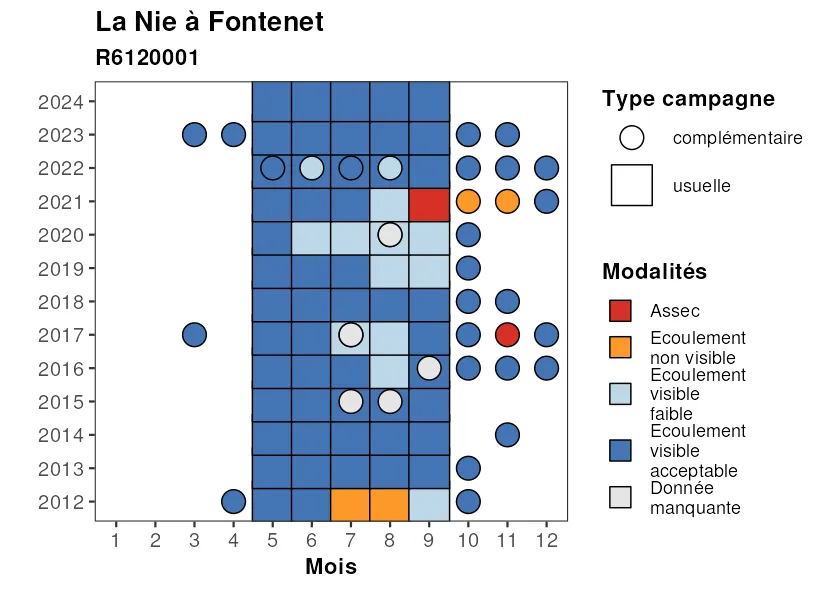 La Nie à Fontenet
R6120001
2024
2023
2022
2021
2020
2019
2018
2017
2016
2015
2014
2013
2012
1 2 3 4 5 6 7 8 9 10 11 12
Mois
Type campagne
complémentaire
usuelle
Modalités
Assec
Ecoulement
non visible
Ecoulement
visible
faible
Ecoulement
visible
acceptable
Donnée
manquante